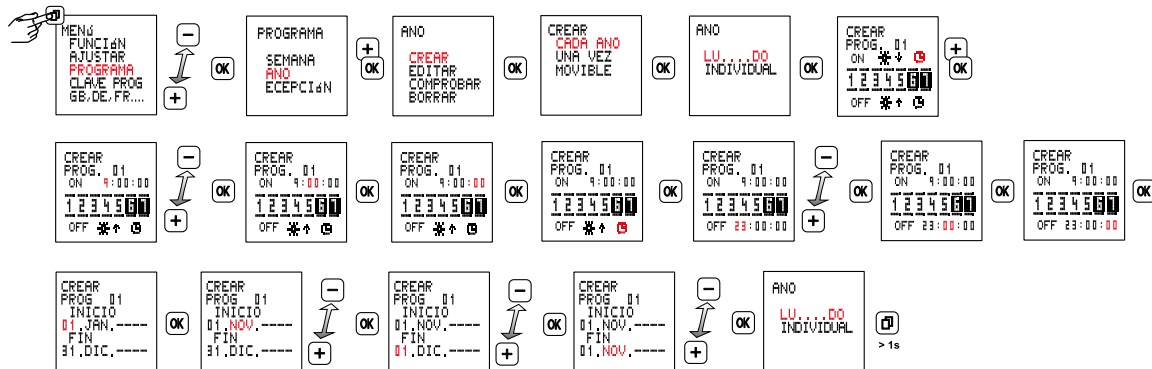 MENú
FUNCIóN
AJUSTAR
PROGRAMA
CLAVE PROG
GB,DE,FR....
−
+
OK
PROGRAMA
SEMANA
ANO
ECEPCIóN
+
OK
ANO
CREAR
EDITAR
COMPROBAR
BORRAR
OK
CREAR
CADA ANO
UNA VEZ
MOVIBLE
OK
ANO
LU....DO
INDIVIDUAL
OK
CREAR
PROG. 01
ON
1 2 3 4 5 6 7
OFF
+
OK
CREAR
PROG. 01
ON 9:00:00
1 2 3 4 5 6 7
OFF
−
+
OK
CREAR
PROG. 01
ON 9:00:00
1 2 3 4 5 6 7
OFF
OK
CREAR
PROG. 01
ON 9:00:00
1 2 3 4 5 6 7
OFF
OK
CREAR
PROG. 01
ON 9:00:00
1 2 3 4 5 6 7
OFF
OK
CREAR
PROG. 01
ON 9:00:00
1 2 3 4 5 6 7
OFF 23:00:00
−
+
OK
CREAR
PROG. 01
ON 9:00:00
1 2 3 4 5 6 7
OFF 23:00:00
OK
CREAR
PROG. 01
ON 9:00:00
1 2 3 4 5 6 7
OFF 23:00:00
OK
CREAR
PROG 01
INICIO
01.JAN.----
FIN
31.DIC.----
OK
CREAR
PROG 01
INICIO
01.NOV.----
FIN
31.DIC.----
−
+
OK
CREAR
PROG 01
INICIO
01.NOV.----
FIN
01.DIC.----
−
+
OK
CREAR
PROG 01
INICIO
01.NOV.----
FIN
01.NOV.----
−
+
OK
ANO
LU....DO
INDIVIDUAL
> 1s